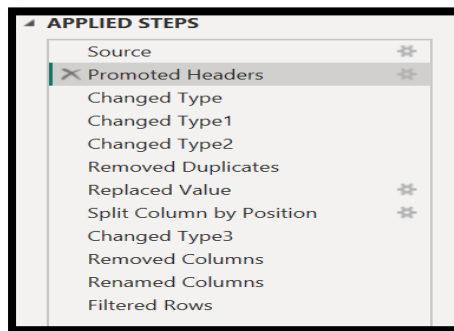 APPLIED STEPS
Source
Promoted Headers
Changed Type
Changed Type1
Changed Type2
Removed Duplicates
Replaced Value
Split Column by Position
Changed Type3
Removed Columns
Renamed Columns
Filtered Rows